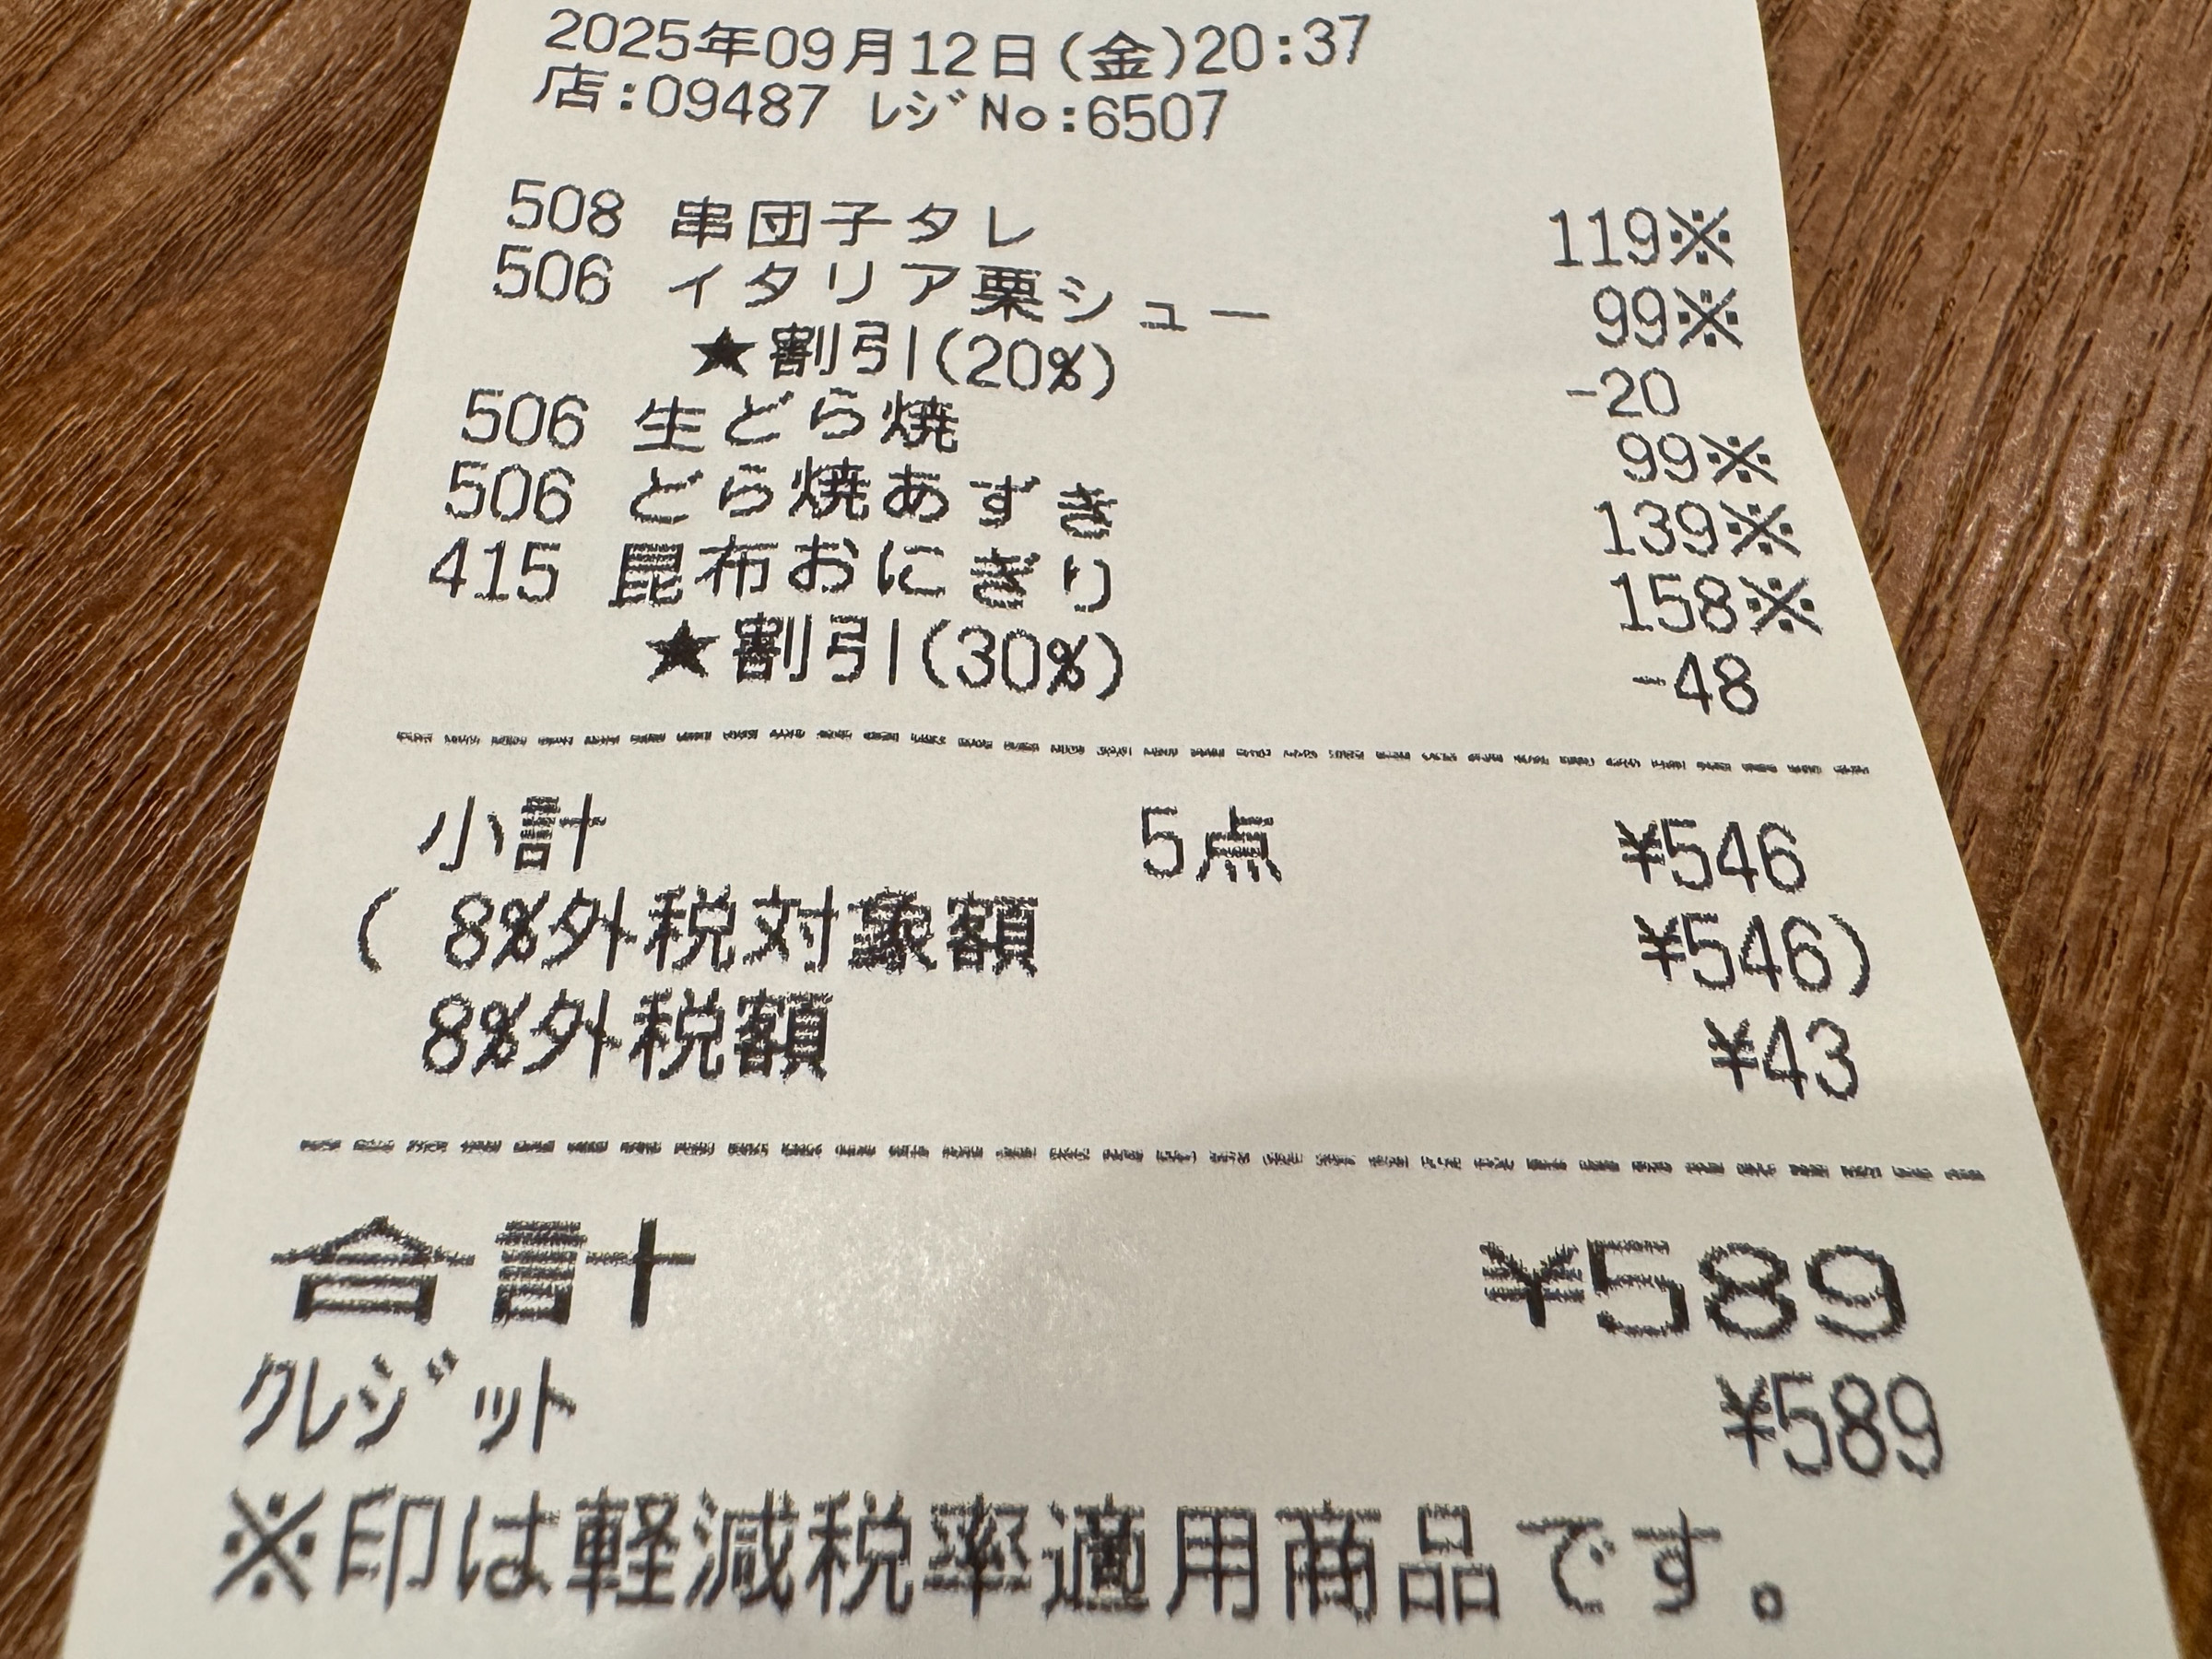 2025年09月12日(金)20:37
店:09487 ﾚｼﾞNo:6507
508 串団子タレ 119※
506 イタリア栗シュー 99※
★割引(20%) -20
506 生どら焼 99※
506 どら焼あずき 139※
415 昆布おにぎり 158※
★割引(30%) -48
小計 5点 ¥546
( 8%外税対象額 ¥546)
8%外税額 ¥43
合計 ¥589
ｸﾚｼﾞｯﾄ ¥589
※印は軽減税率適用商品です。